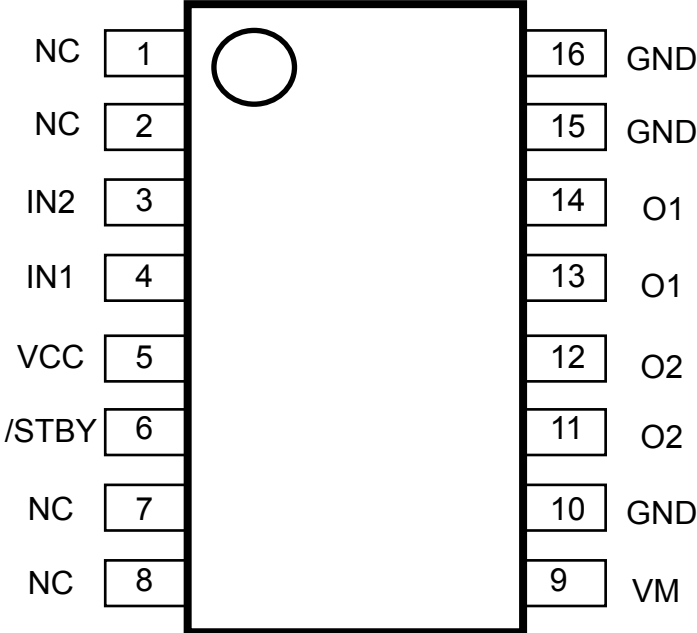 NC 1 16 GND
NC 2 15 GND
IN2 3 14 O1
IN1 4 13 O1
VCC 5 12 O2
/STBY 6 11 O2
NC 7 10 GND
NC 8 9 VM